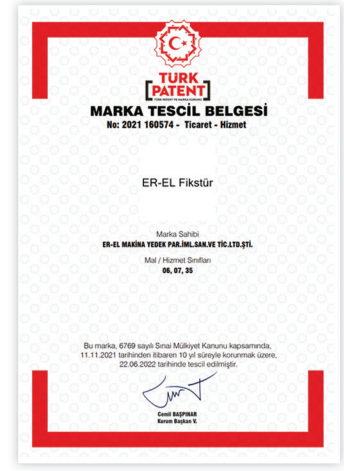 TÜRK
PATENT
TÜRK PATENT VE MARKA KURUMU
MARKA TESCİL BELGESİ
No: 2021 160574 - Ticaret - Hizmet
ER-EL Fikstür
Marka Sahibi
ER-EL MAKİNA YEDEK PAR.İML.SAN.VE TİC.LTD.ŞTİ.
Mal / Hizmet Sınıfları
06, 07, 35
Bu marka, 6769 sayılı Sınai Mülkiyet Kanunu kapsamında,
11.11.2021 tarihinden itibaren 10 yıl süreyle korunmak üzere,
22.06.2022 tarihinde tescil edilmiştir.
Cemil BAŞPINAR
Kurum Başkan V.